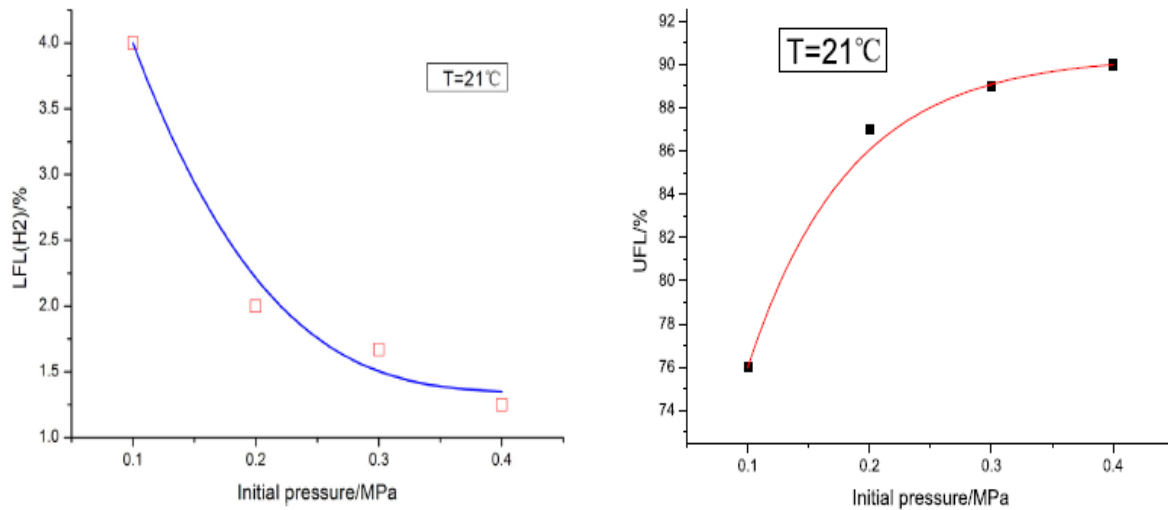 4.0
3.5
3.0
2.5
2.0
1.5
1.0
LFL(H2)/%
T=21℃
0.1 0.2 0.3 0.4
Initial pressure/MPa
92
90
88
86
84
82
80
78
76
74
UFL/%
T=21℃
0.1 0.2 0.3 0.4
Initial pressure/MPa